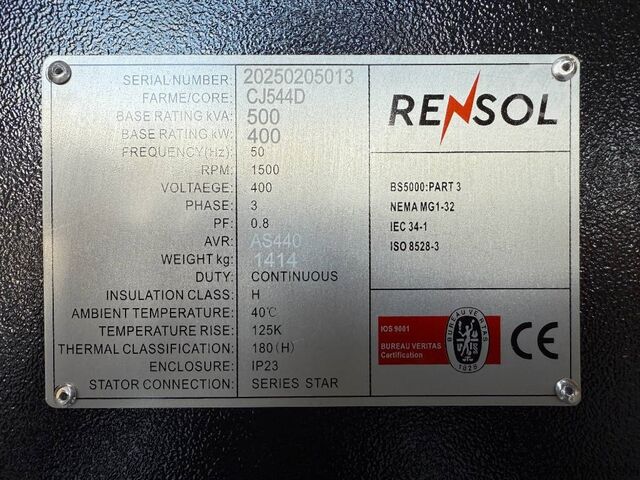 SERIAL NUMBER: 20250205013
FARME/CORE: CJ544D
BASE RATING kVA: 500
BASE RATING kW: 400
FREQUENCY(Hz): 50
RPM: 1500
VOLTAEGE: 400
PHASE: 3
PF: 0.8
AVR: AS440
WEIGHT kg: 1414
DUTY: CONTINUOUS
INSULATION CLASS: H
AMBIENT TEMPERATURE: 40℃
TEMPERATURE RISE: 125K
THERMAL CLASSIFICATION: 180(H)
ENCLOSURE: IP23
STATOR CONNECTION: SERIES STAR
RENSOL
BS5000:PART 3
NEMA MG1-32
IEC 34-1
ISO 8528-3
IOS 9001
BUREAU VERITAS
Certification
BUREAU VERITAS
1828
CE